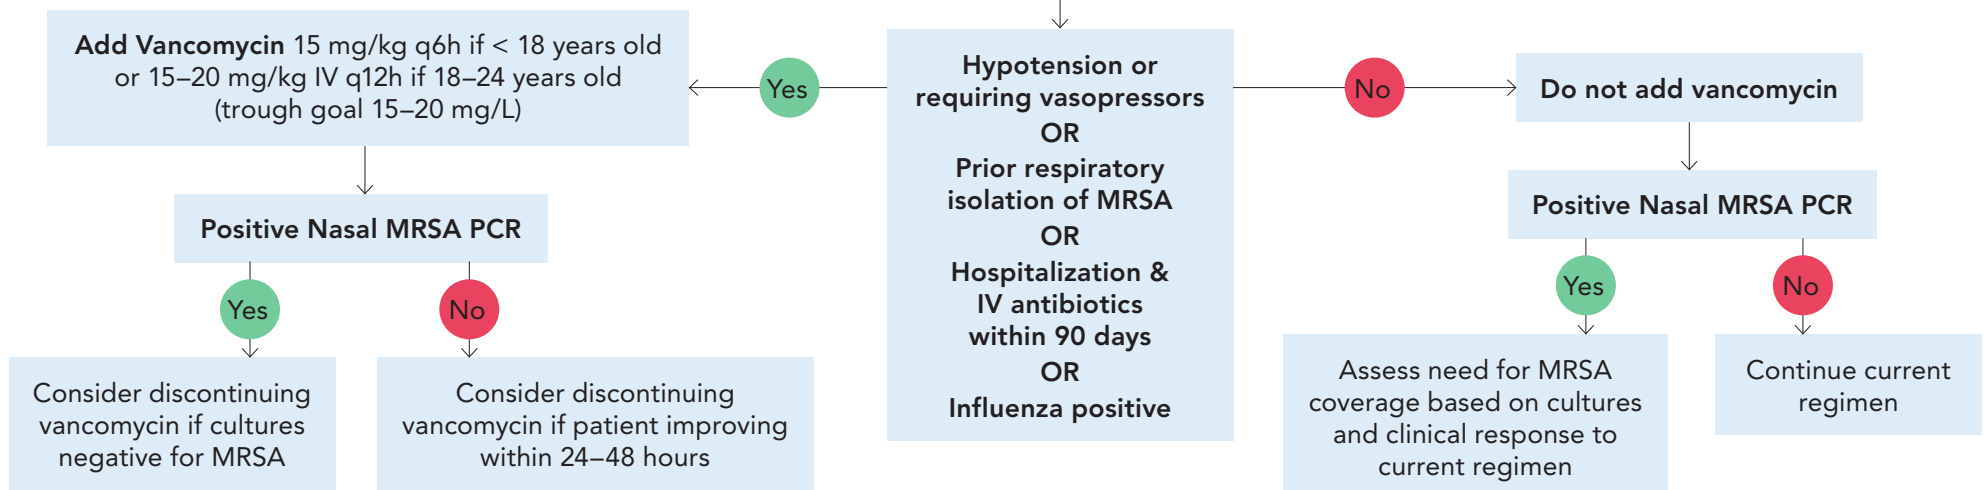 Add Vancomycin 15 mg/kg q6h if < 18 years old
or 15–20 mg/kg IV q12h if 18–24 years old
(trough goal 15–20 mg/L)
Yes
Hypotension or
requiring vasopressors
OR
Prior respiratory
isolation of MRSA
OR
Hospitalization &
IV antibiotics
within 90 days
OR
Influenza positive
No
Do not add vancomycin
Positive Nasal MRSA PCR
Yes
No
Consider discontinuing
vancomycin if cultures
negative for MRSA
Consider discontinuing
vancomycin if patient improving
within 24–48 hours
Positive Nasal MRSA PCR
Yes
No
Assess need for MRSA
coverage based on cultures
and clinical response to
current regimen
Continue current
regimen